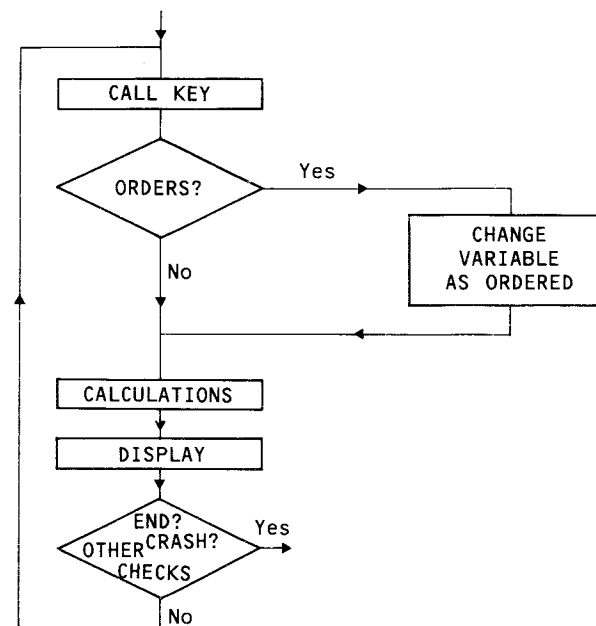 CALL KEY
ORDERS?
Yes
CHANGE
VARIABLE
AS ORDERED
No
CALCULATIONS
DISPLAY
END?
CRASH?
OTHER
CHECKS
Yes
No